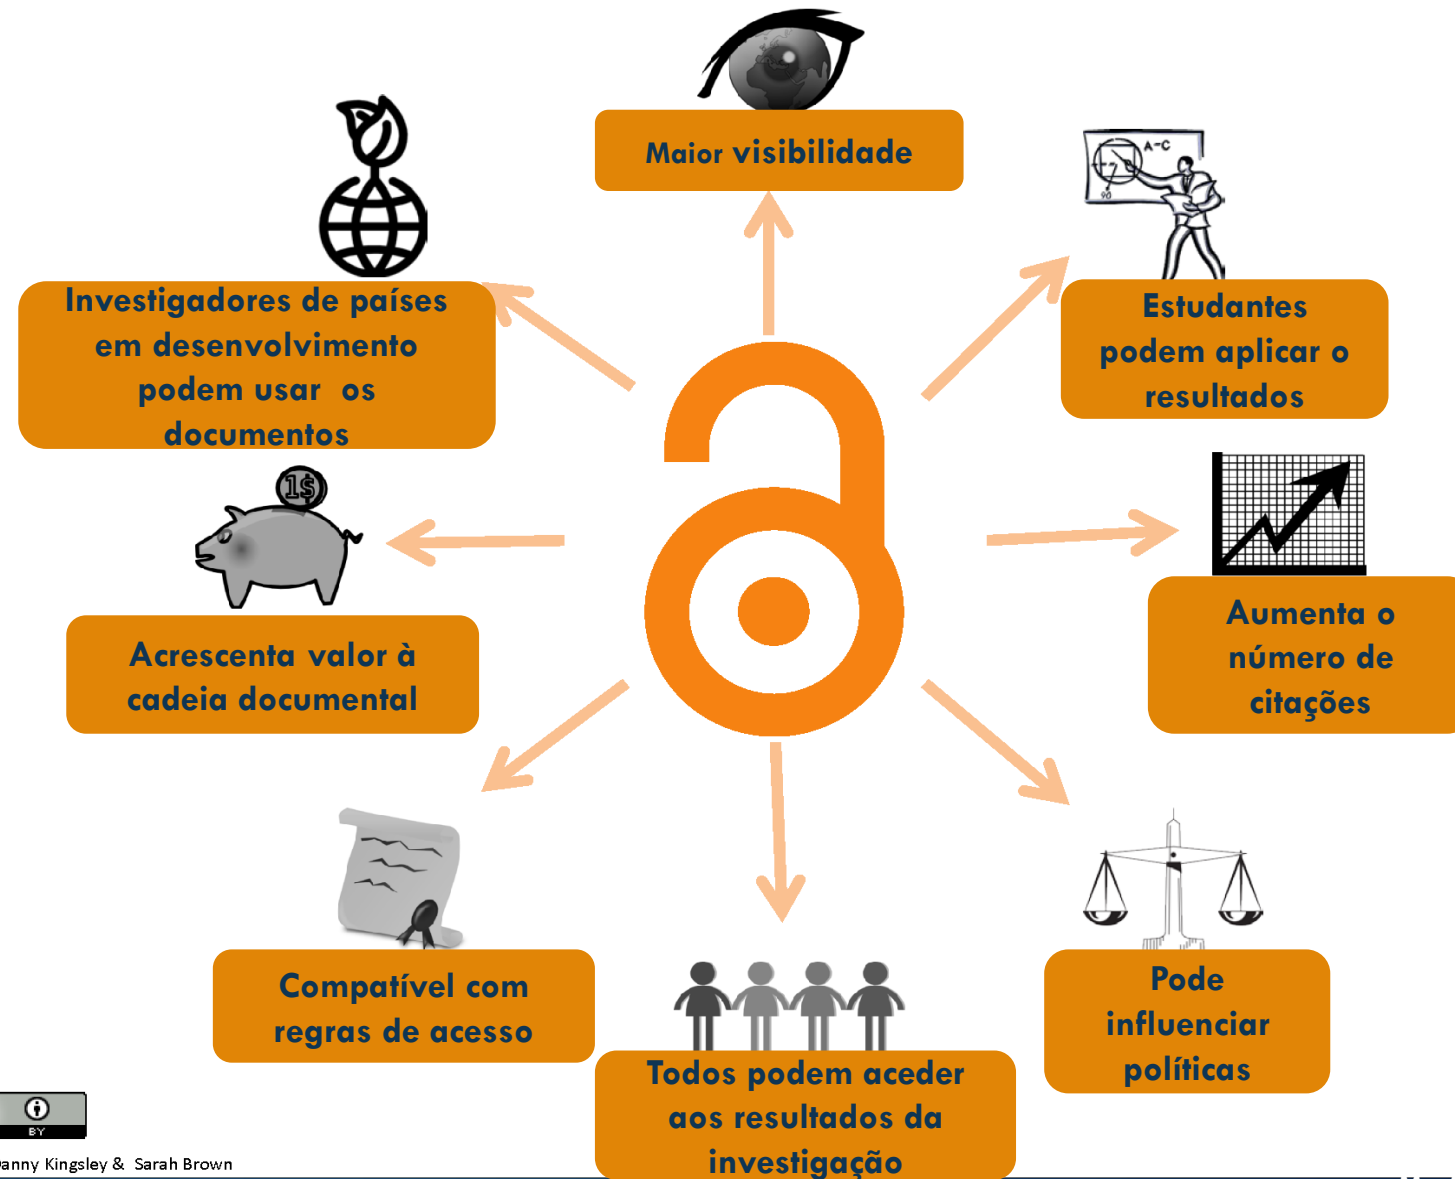 Maior visibilidade
A-C
90
Investigadores de países
em desenvolvimento
podem usar os
documentos
Estudantes
podem aplicar o
resultados
1$
Acrescenta valor à
cadeia documental
Aumenta o
número de
citações
Compatível com
regras de acesso
Pode
influenciar
políticas
Todos podem aceder
aos resultados da
investigação
BY
anny Kingsley & Sarah Brown